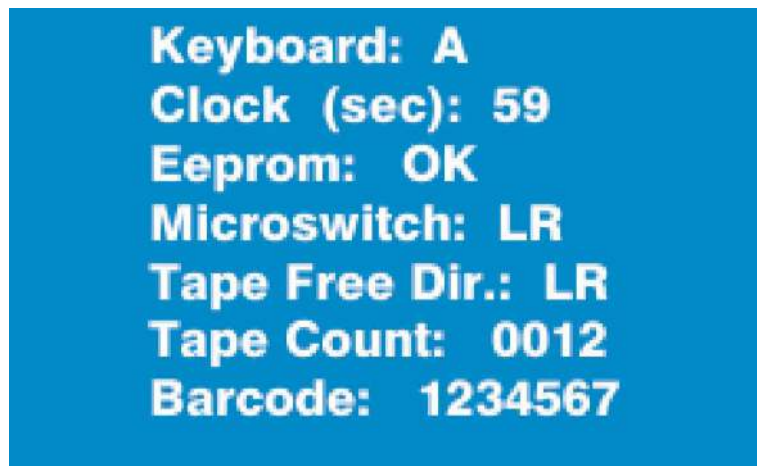 Keyboard: A
Clock (sec): 59
Eeprom: OK
Microswitch: LR
Tape Free Dir.: LR
Tape Count: 0012
Barcode: 1234567